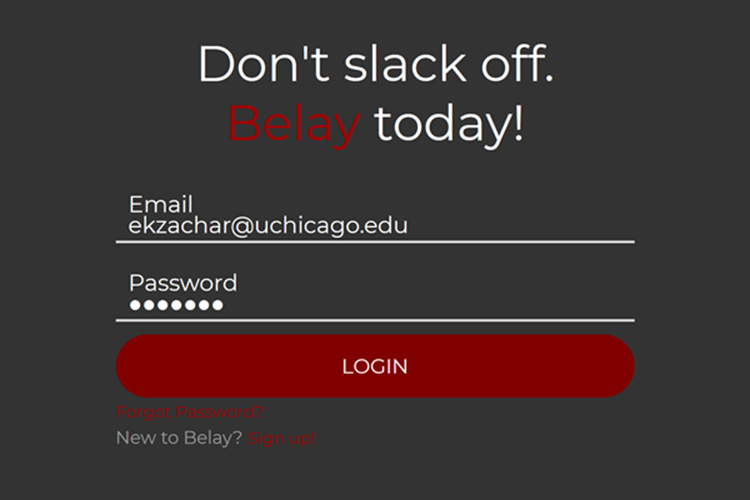 Don't slack off.
Belay today!
Email
ekzachar@uchicago.edu
Password
●●●●●●●
LOGIN
Forgot Password?
New to Belay? Sign up!